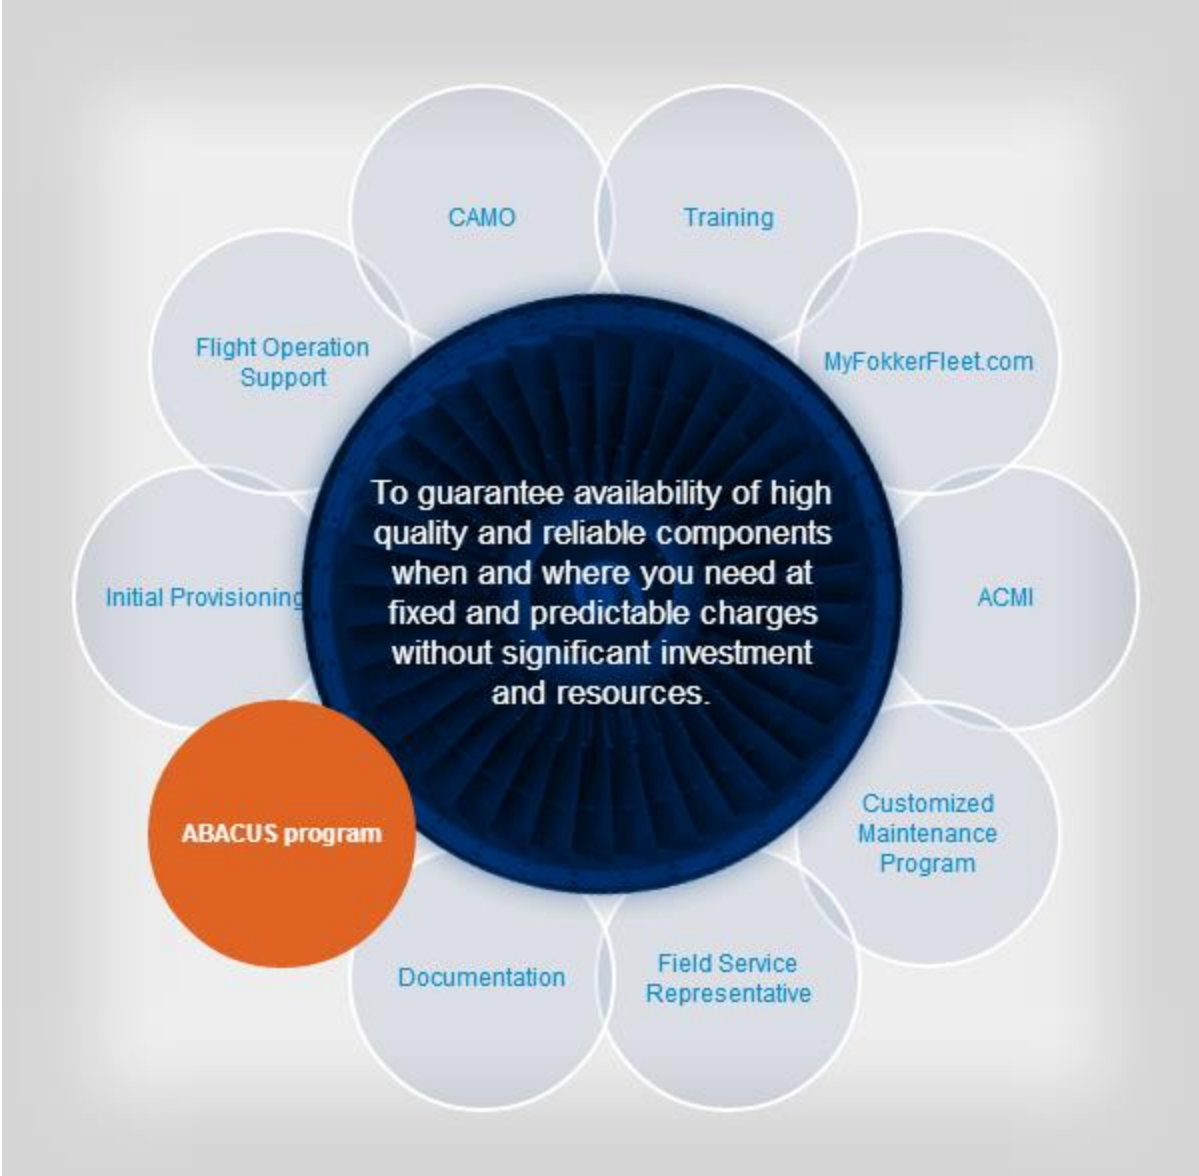 CAMO
Training
Flight Operation
Support
MyFokkerFleet.com
To guarantee availability of high
quality and reliable components
when and where you need at
fixed and predictable charges
without significant investment
and resources.
Initial Provisioning
ACMI
ABACUS program
Customized
Maintenance
Program
Documentation
Field Service
Representative